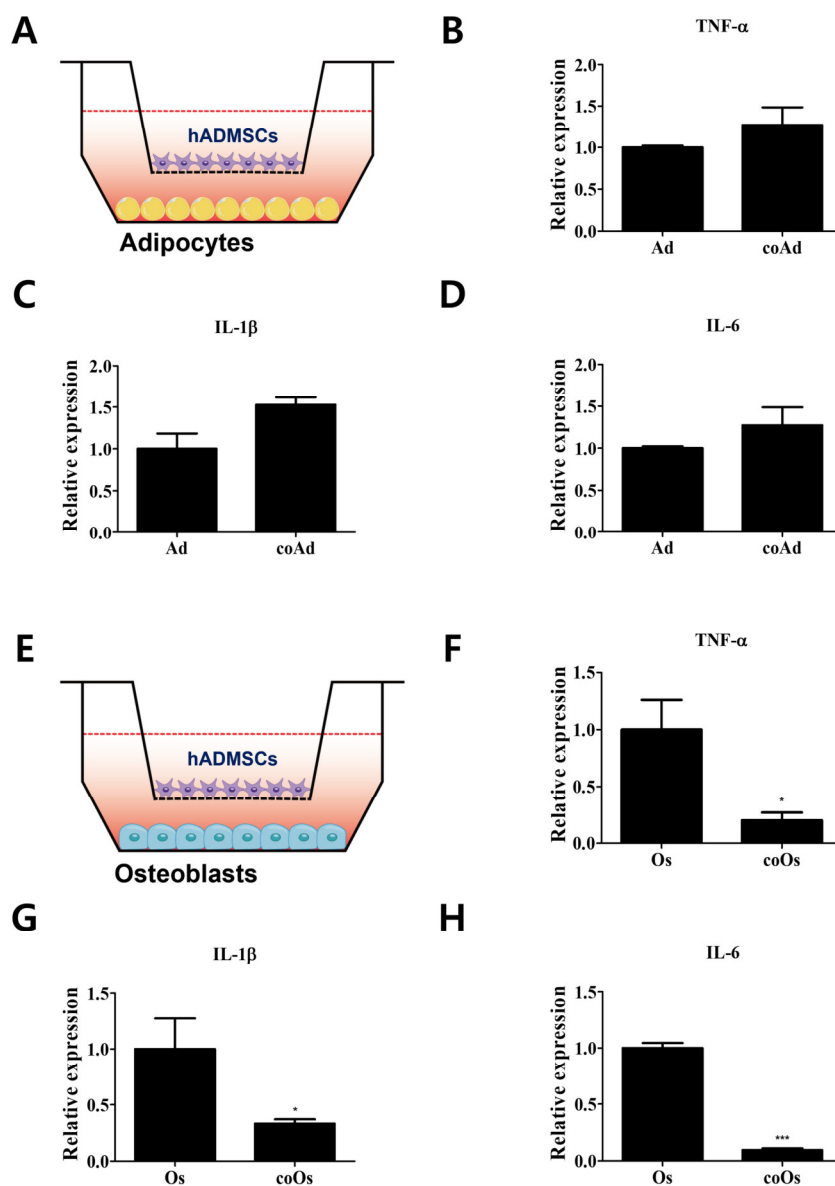 A
hADMSCs
Adipocytes
B
TNF-α
Relative expression
2.0
1.5
1.0
0.5
0.0
Ad
coAd
C
IL-1β
Relative expression
2.0
1.5
1.0
0.5
0.0
Ad
coAd
D
IL-6
Relative expression
2.0
1.5
1.0
0.5
0.0
Ad
coAd
E
hADMSCs
Osteoblasts
F
TNF-α
Relative expression
1.5
1.0
0.5
0.0
*
Os
coOs
G
IL-1β
Relative expression
1.5
1.0
0.5
0.0
*
Os
coOs
H
IL-6
Relative expression
1.5
1.0
0.5
0.0
***
Os
coOs